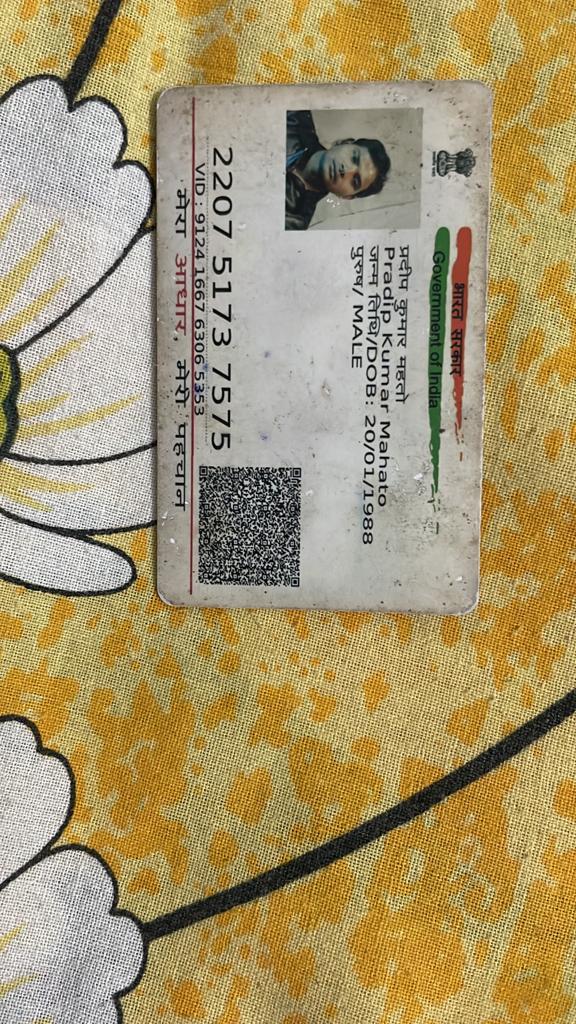 भारत सरकार
Government of India
प्रदीप कुमार महतो
Pradip Kumar Mahato
जन्म तिथि/DOB: 20/01/1988
पुरुष/ MALE
2207 5173 7575
VID : 9124 1667 6306 5353
मेरा आधार, मेरी पहचान